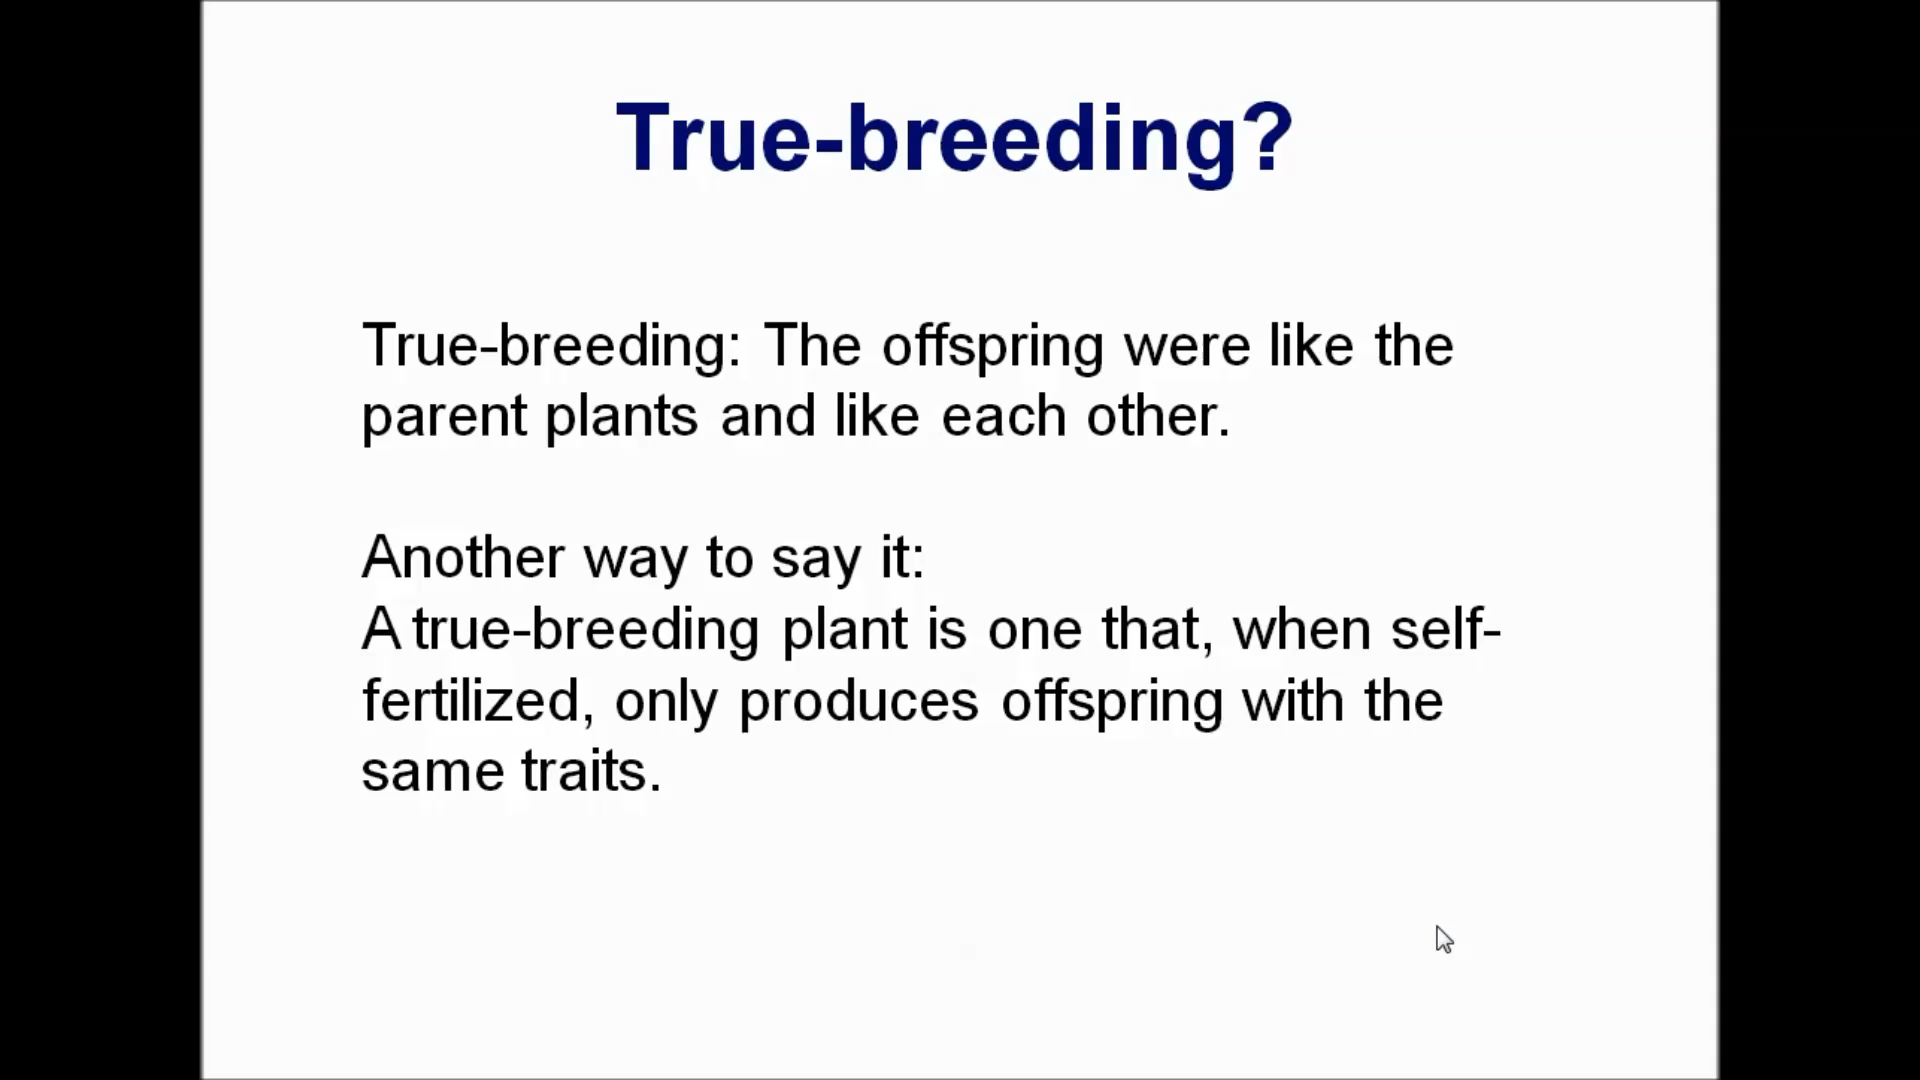 True-breeding?
True-breeding: The offspring were like the
parent plants and like each other.
Another way to say it:
A true-breeding plant is one that, when self-
fertilized, only produces offspring with the
same traits.